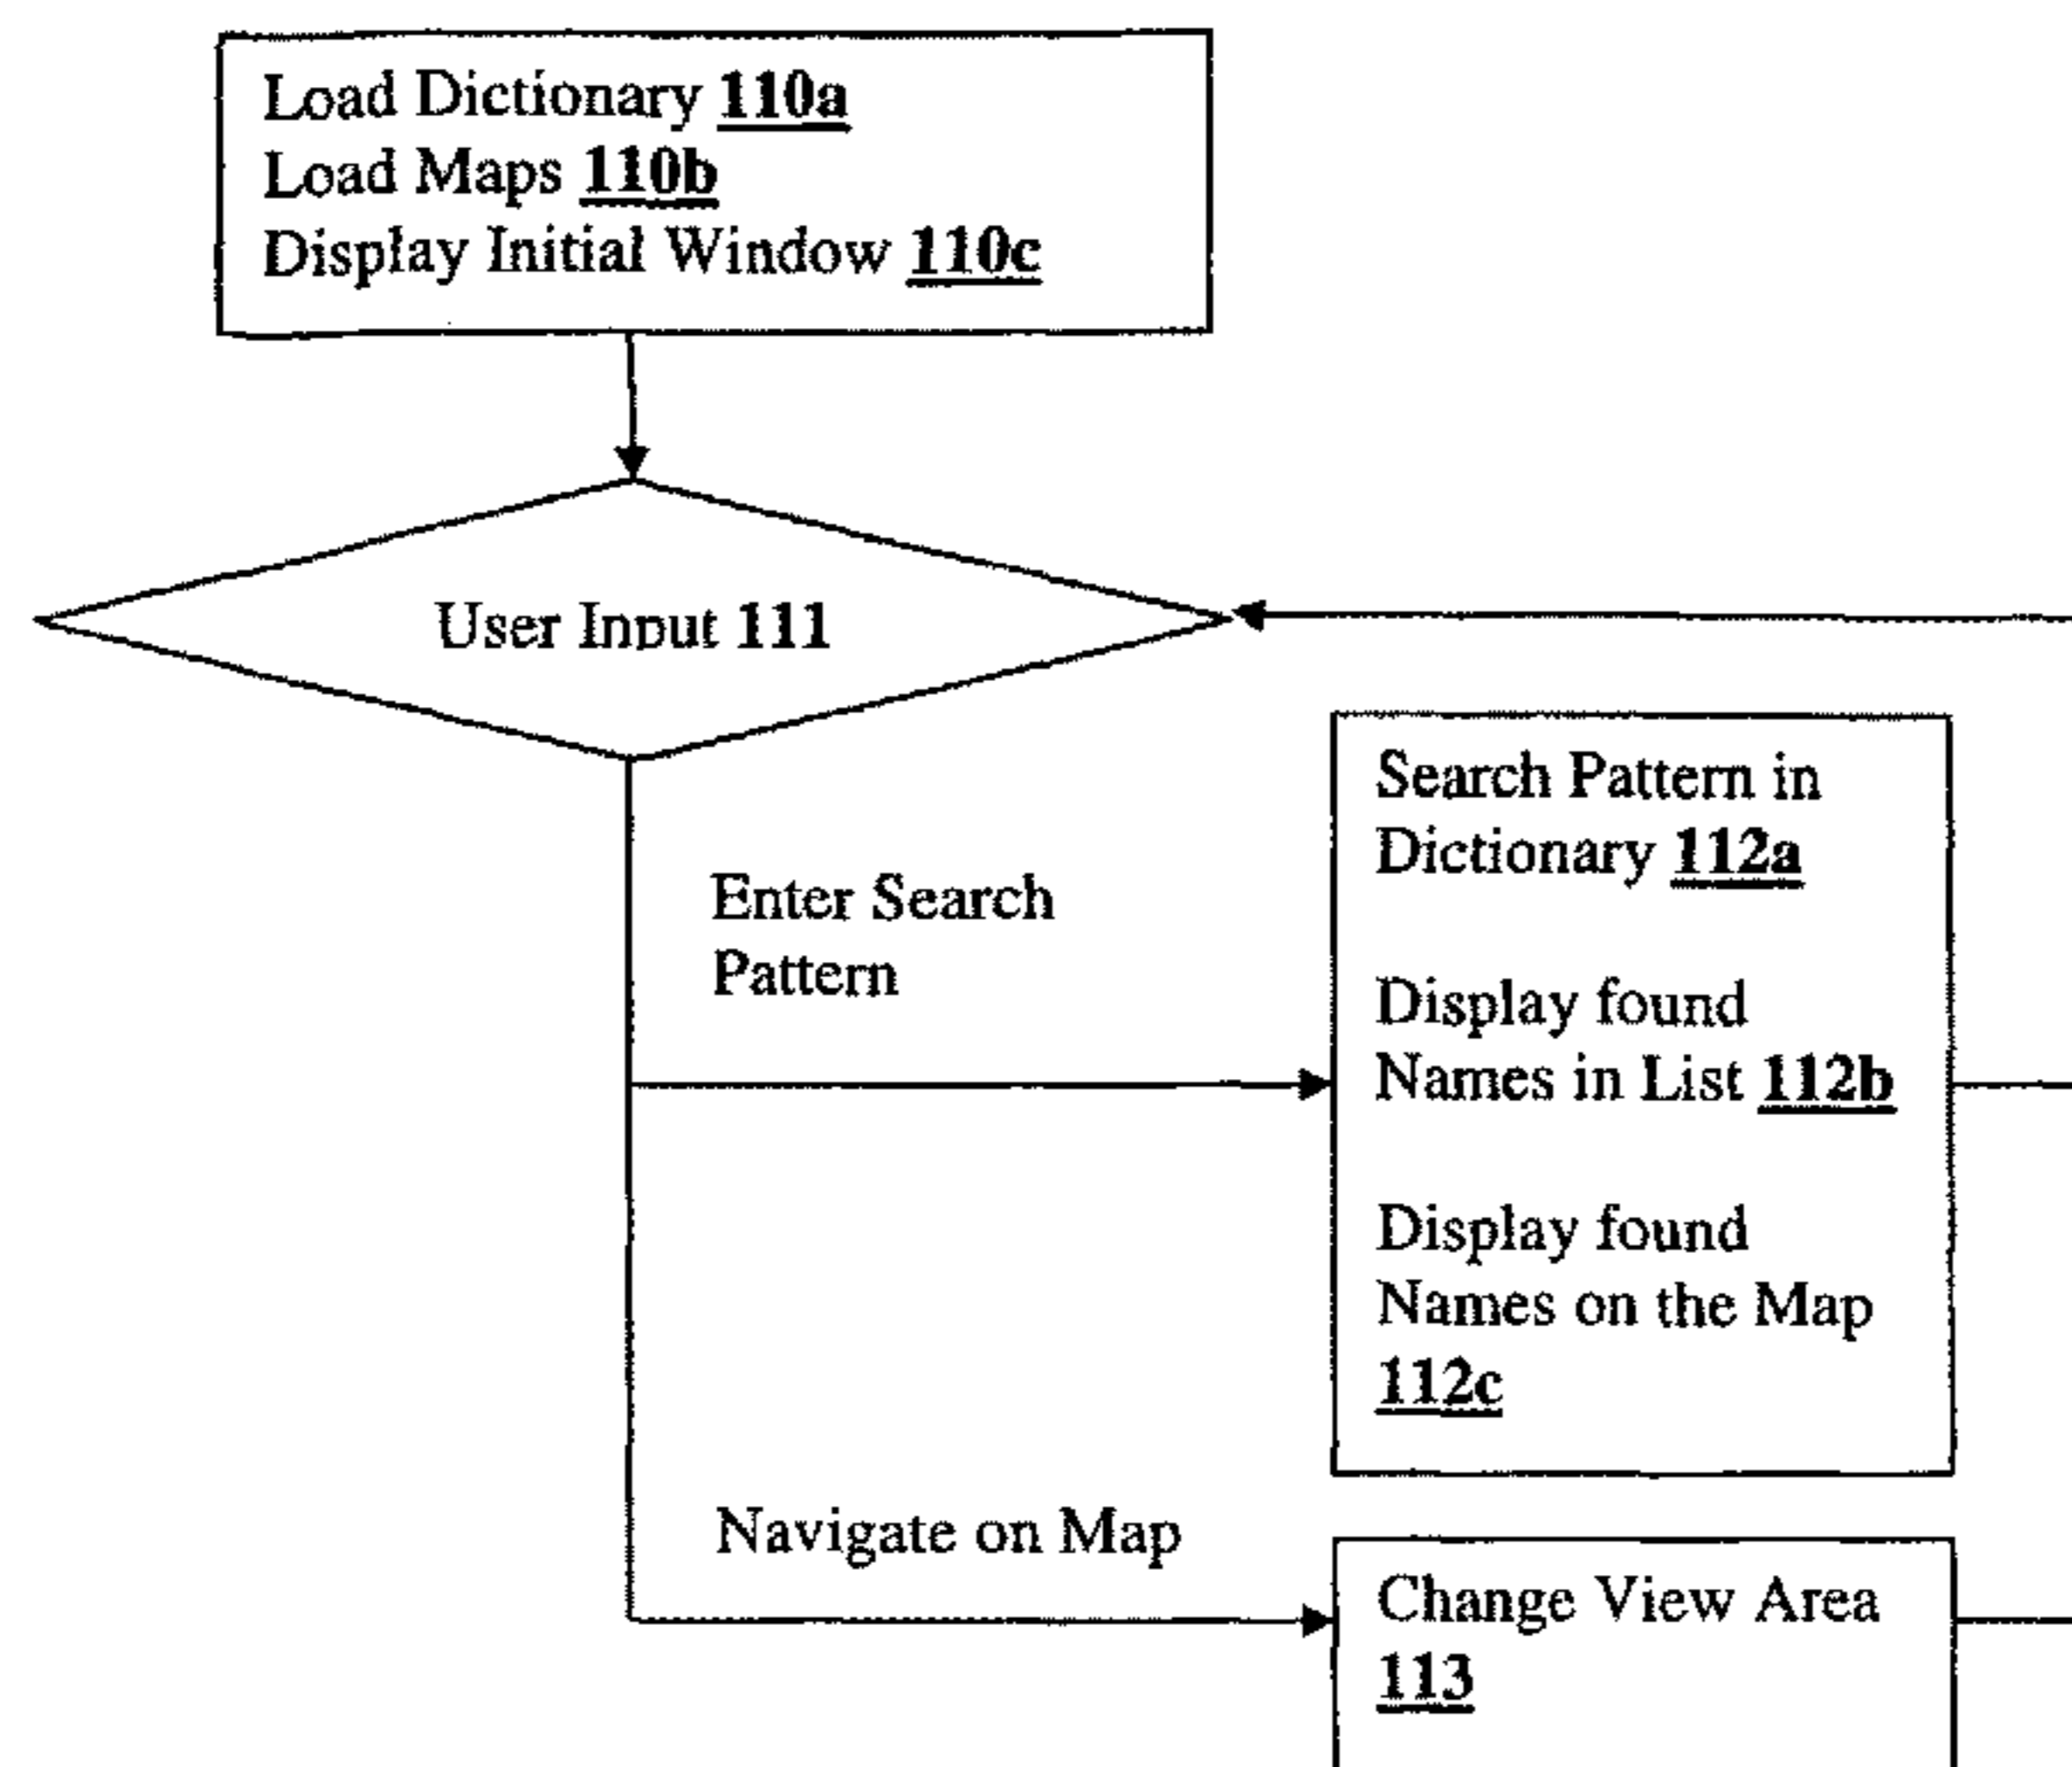 Load Dictionary 110a
Load Maps 110b
Display Initial Window 110c
User Input 111
Enter Search
Pattern
Search Pattern in
Dictionary 112a
Display found
Names in List 112b
Display found
Names on the Map
112c
Navigate on Map
Change View Area
113